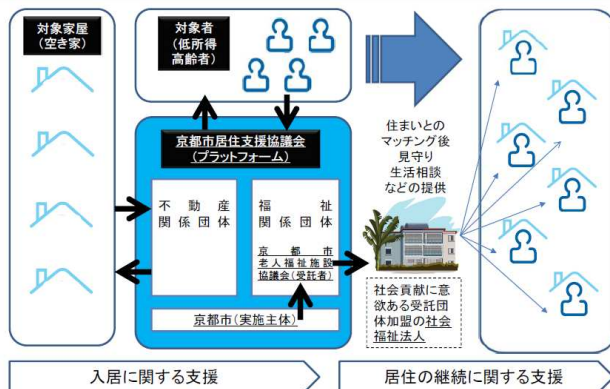 対象家屋
(空き家)
対象者
(低所得
高齢者)
京都市居住支援協議会
(プラットフォーム)
不動産
関係団体
福祉
関係団体
京都市
老人福祉施設
協議会(受託者)
京都市(実施主体)
住まいとの
マッチング後
見守り
生活相談
などの提供
社会貢献に意
欲ある受託団
体加盟の社会
福祉法人
入居に関する支援
居住の継続に関する支援